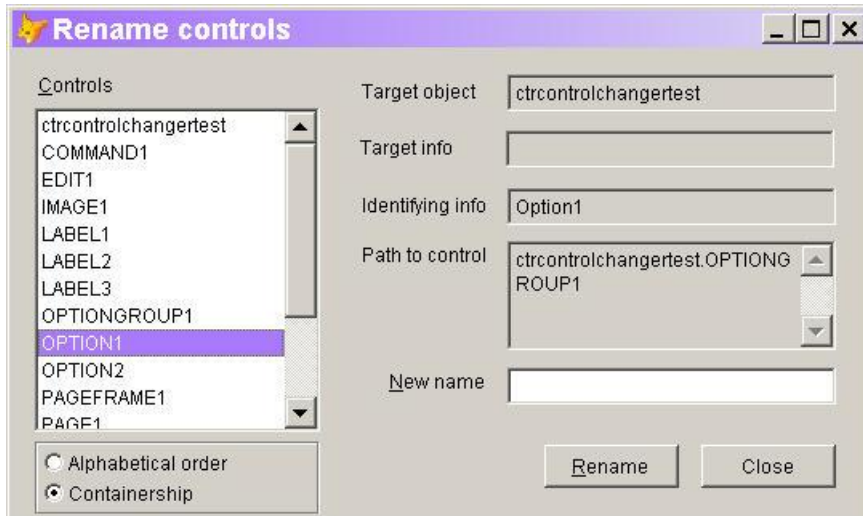 Rename controls
Controls
ctrcontrolchangertest
COMMAND1
EDIT1
IMAGE1
LABEL1
LABEL2
LABEL3
OPTIONGROUP1
OPTION1
OPTION2
PAGEFRAME1
PAGE1
Alphabetical order
Containership
Target object
ctrcontrolchangertest
Target info
Identifying info
Option1
Path to control
ctrcontrolchangertest.OPTIONG
ROUP1
New name
Rename
Close